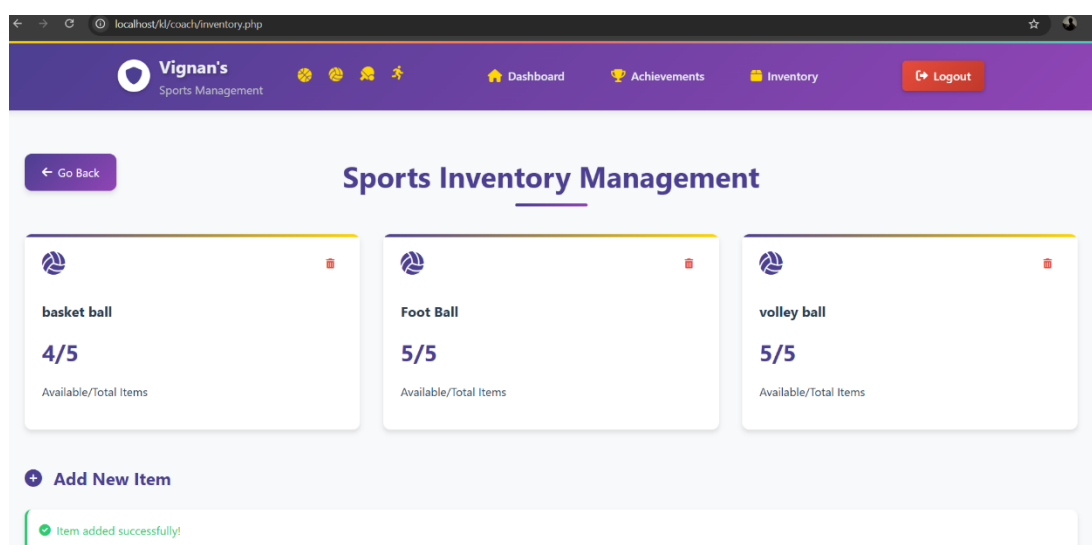 localhost/kl/coach/inventory.php
Vignan's
Sports Management
Dashboard
Achievements
Inventory
Logout
Go Back
Sports Inventory Management
basket ball
4/5
Available/Total Items
Foot Ball
5/5
Available/Total Items
volley ball
5/5
Available/Total Items
Add New Item
Item added successfully!